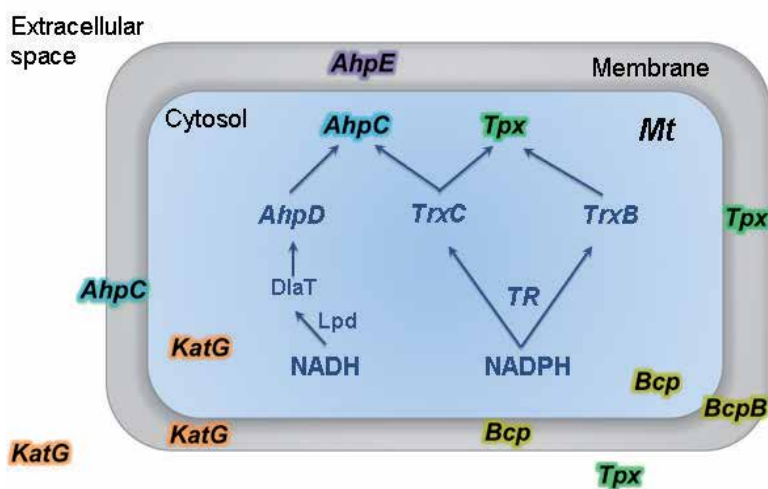 Extracellular
space
AhpE
Membrane
Cytosol
AhpC
Tpx
Mt
AhpD
TrxC
TrxB
Tpx
AhpC
DlaT
TR
Lpd
KatG
NADH
NADPH
Bcp
BcpB
KatG
Bcp
KatG
Tpx